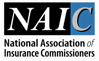 NAIC
National Association of
Insurance Commissioners